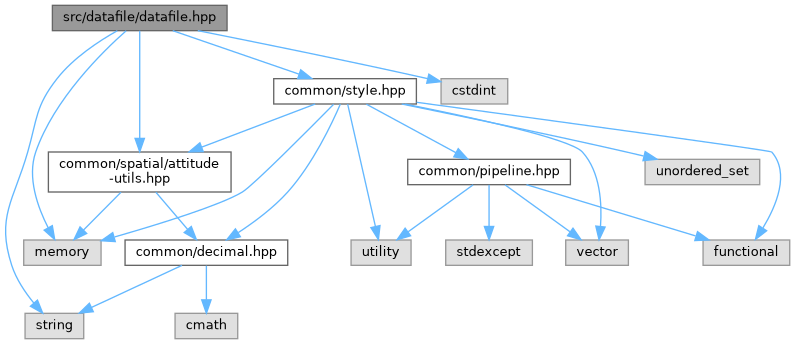 src/datafile/datafile.hpp
common/style.hpp
cstdint
common/spatial/attitude
-utils.hpp
common/pipeline.hpp
unordered_set
memory
common/decimal.hpp
utility
stdexcept
vector
functional
string
cmath